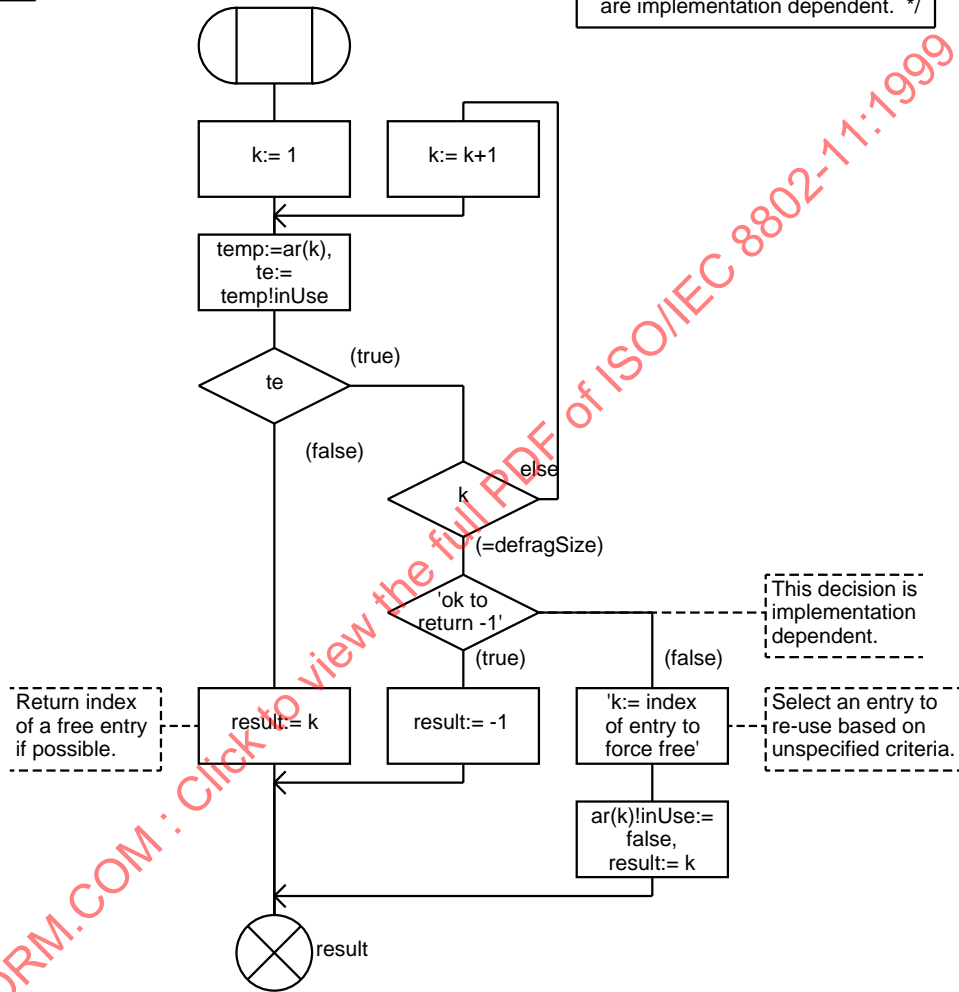 are implementation dependent. */
k:= 1
k:= k+1
temp:=ar(k),
te:=
temp!inUse
te
(true)
(false)
k
else
(=defragSize)
'ok to
return -1'
This decision is
implementation
dependent.
(true)
(false)
Return index
of a free entry
if possible.
result:= k
result:= -1
'k:= index
of entry to
force free'
Select an entry to
re-use based on
unspecified criteria.
ar(k)!inUse:=
false,
result:= k
result
ORM.COM : Click to view the full PDF of ISO/IEC 8802-11:1999